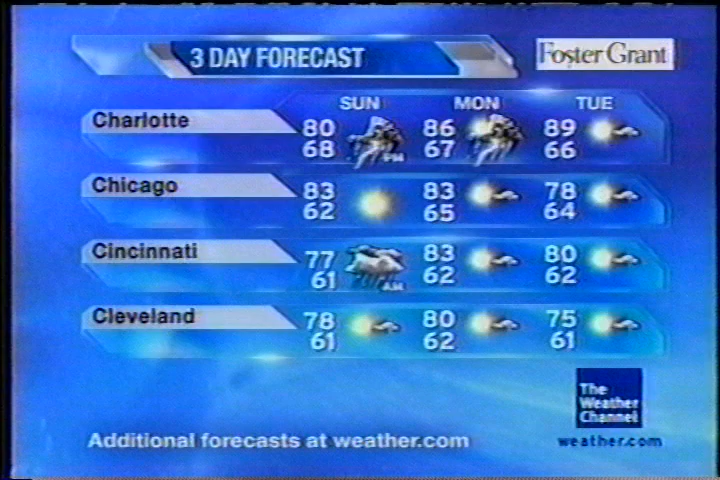 3 DAY FORECAST
Foster Grant
SUN MON TUE
Charlotte
80 86 89
68 67 66
PM
Chicago
83 83 78
62 65 64
Cincinnati
77 83 80
61 62 62
AM
Cleveland
78 80 75
61 62 61
The
Weather
Channel
Additional forecasts at weather.com
weather.com